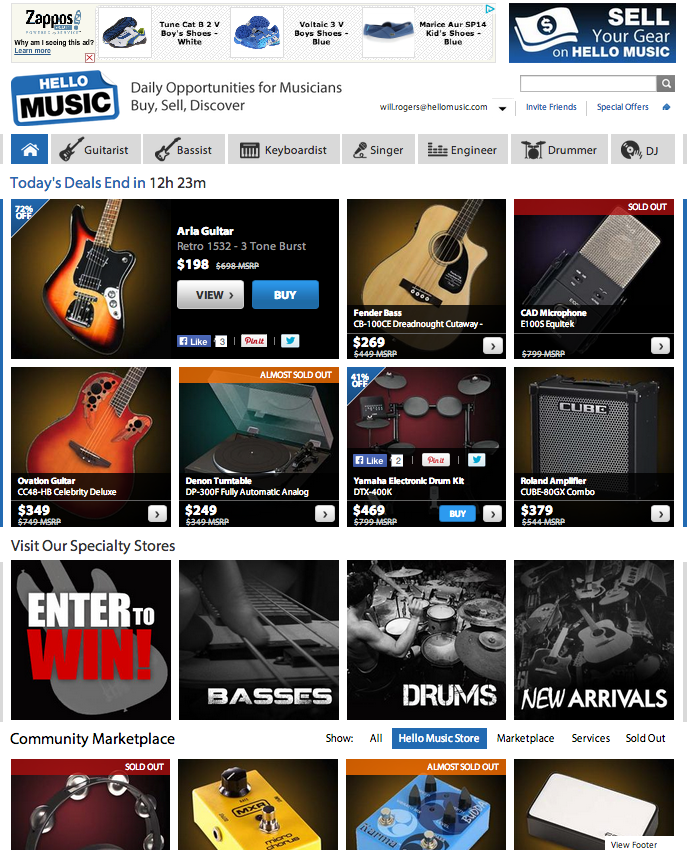 Zappos
POWERED by SERVICE
Why am I seeing this ad?
Learn more
Tune Cat B 2 V
Boy's Shoes -
White
Voltaic 3 V
Boys Shoes -
Blue
Marice Aur SP14
Kid's Shoes -
Blue
SELL
Your Gear
on HELLO MUSIC
HELLO
MUSIC
Daily Opportunities for Musicians
Buy, Sell, Discover
will.rogers@hellomusic.com
Invite Friends
Special Offers
Guitarist
Bassist
Keyboardist
Singer
Engineer
Drummer
DJ
Today's Deals End in 12h 23m
72%
OFF
Aria Guitar
Retro 1532 - 3 Tone Burst
$198 $698 MSRP
VIEW ›
BUY
Like 3
Pin it
Fender Bass
CB-100CE Dreadnought Cutaway -
$269
$449 MSRP
SOLD OUT
CAD Microphone
E100S Equitek
$799 MSRP
Ovation Guitar
CC48-HB Celebrity Deluxe
$349
$749 MSRP
ALMOST SOLD OUT
Denon Turntable
DP-300F Fully Automatic Analog
$249
$349 MSRP
41%
OFF
Like 2
Pin it
Yamaha Electronic Drum Kit
DTX-400K
$469
$799 MSRP
BUY
CUBE
Roland Amplifier
CUBE-80GX Combo
$379
$544 MSRP
Visit Our Specialty Stores
ENTER TO
WIN!
BASSES
DRUMS
NEW ARRIVALS
Community Marketplace
Show:
All
Hello Music Store
Marketplace
Services
Sold Out
SOLD OUT
MXR
micro
chorus
ALMOST SOLD OUT
Karma
View Footer